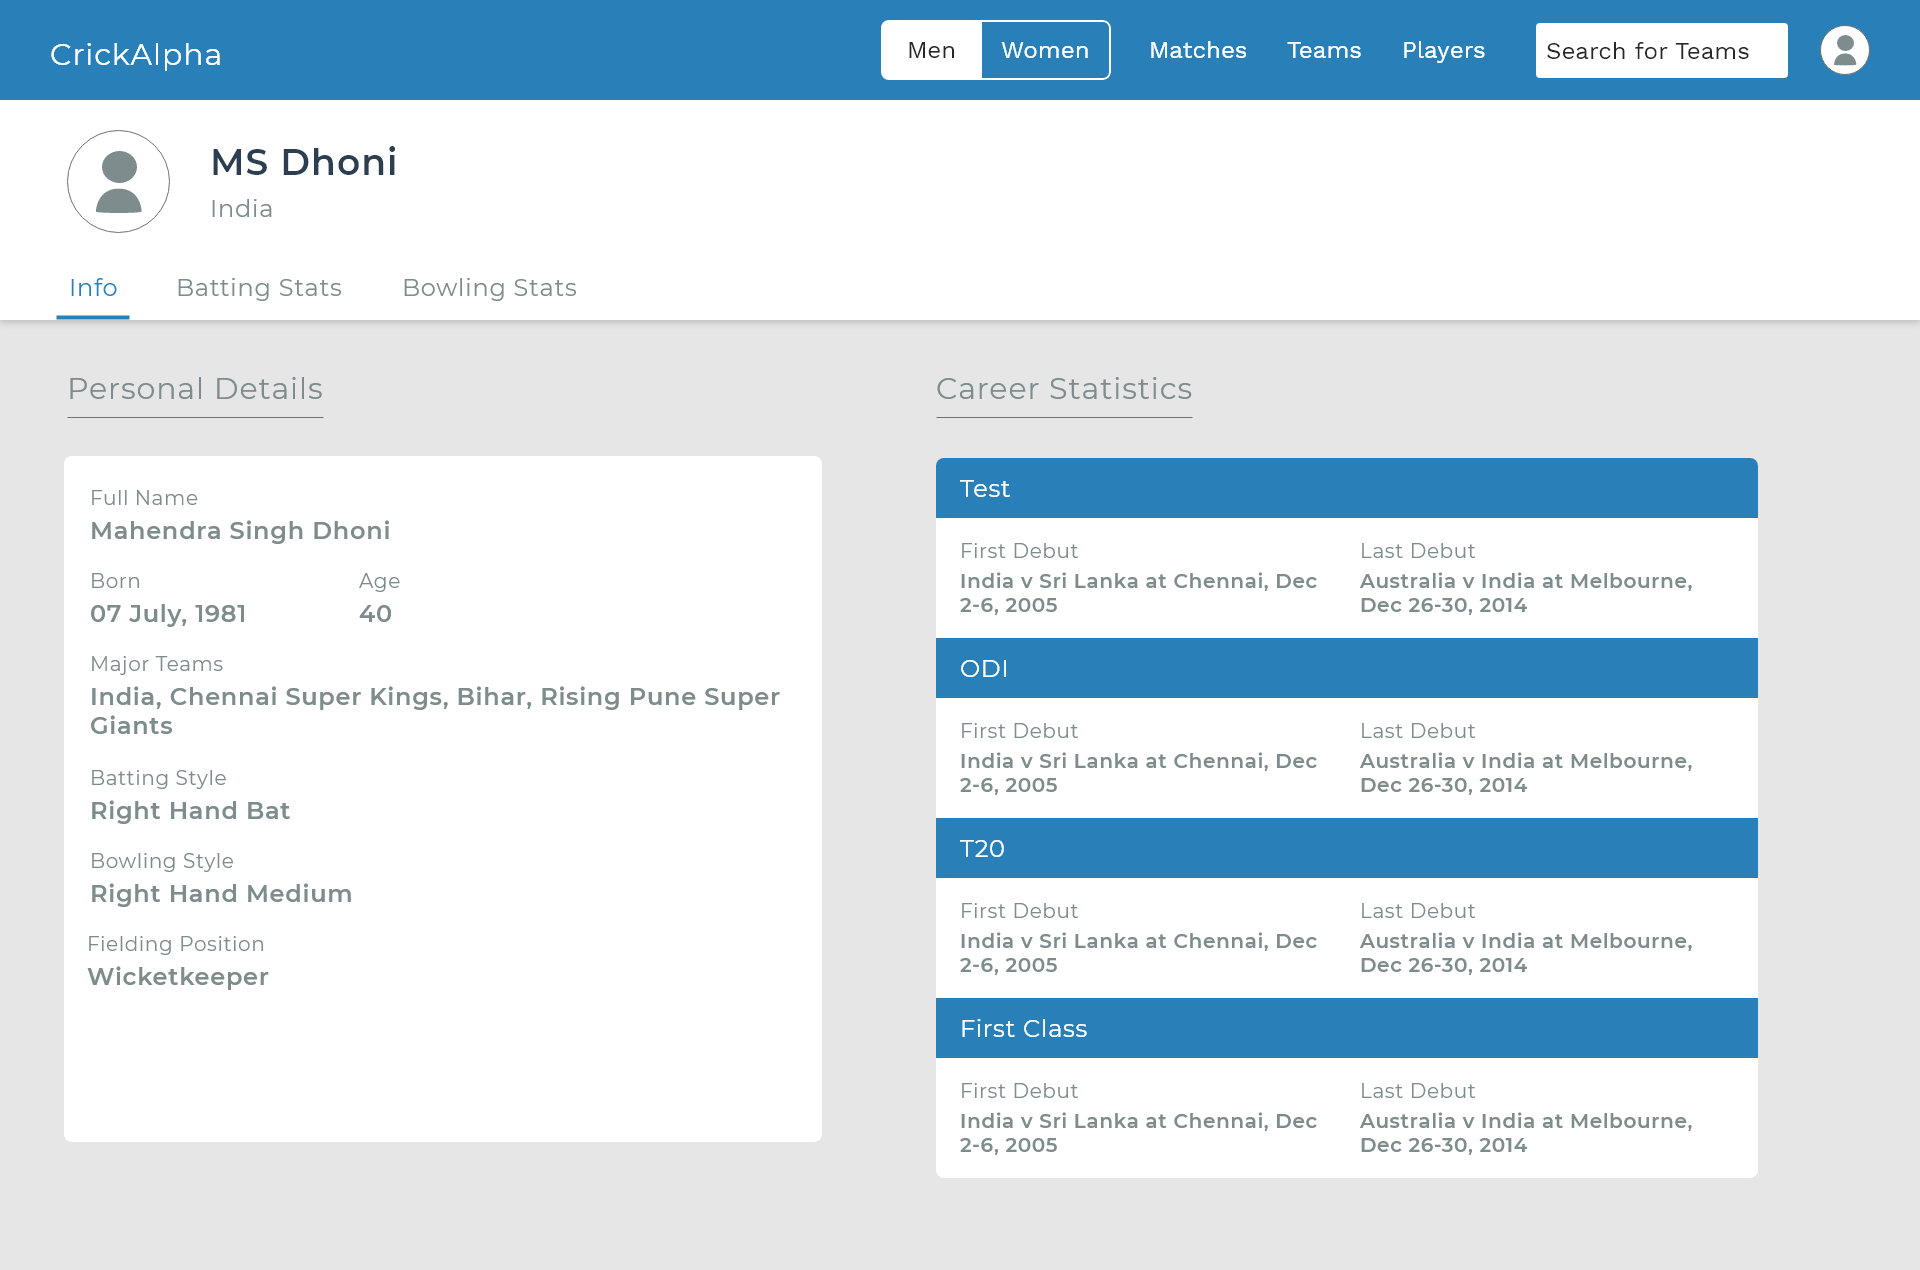 CrickAlpha
Men
Women
Matches
Teams
Players
Search for Teams
MS Dhoni
India
Info
Batting Stats
Bowling Stats
Personal Details
Full Name
Mahendra Singh Dhoni
Born
Age
07 July, 1981
40
Major Teams
India, Chennai Super Kings, Bihar, Rising Pune Super
Giants
Batting Style
Right Hand Bat
Bowling Style
Right Hand Medium
Fielding Position
Wicketkeeper
Career Statistics
Test
First Debut
India v Sri Lanka at Chennai, Dec
2-6, 2005
Last Debut
Australia v India at Melbourne,
Dec 26-30, 2014
ODI
First Debut
India v Sri Lanka at Chennai, Dec
2-6, 2005
Last Debut
Australia v India at Melbourne,
Dec 26-30, 2014
T20
First Debut
India v Sri Lanka at Chennai, Dec
2-6, 2005
Last Debut
Australia v India at Melbourne,
Dec 26-30, 2014
First Class
First Debut
India v Sri Lanka at Chennai, Dec
2-6, 2005
Last Debut
Australia v India at Melbourne,
Dec 26-30, 2014